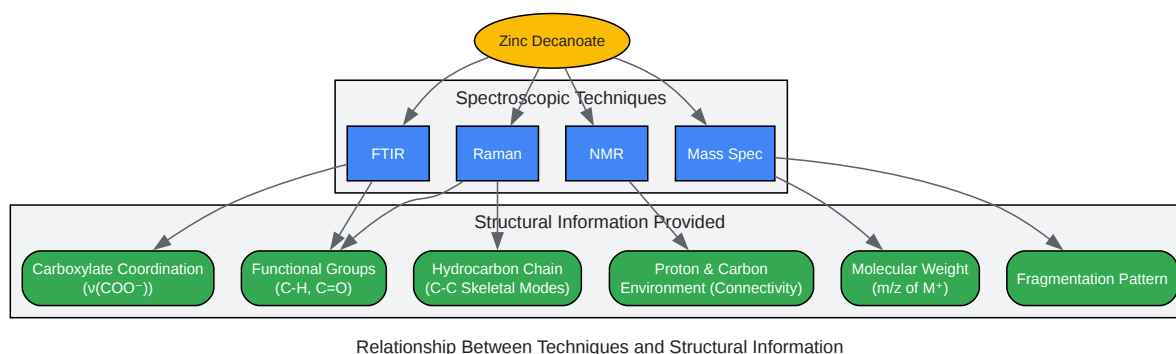 Zinc Decanoate
Spectroscopic Techniques
FTIR
Raman
NMR
Mass Spec
Structural Information Provided
Carboxylate Coordination
(ν(COO⁻))
Functional Groups
(C-H, C=O)
Hydrocarbon Chain
(C-C Skeletal Modes)
Proton & Carbon
Environment (Connectivity)
Molecular Weight
(m/z of M⁺)
Fragmentation Pattern
Relationship Between Techniques and Structural Information